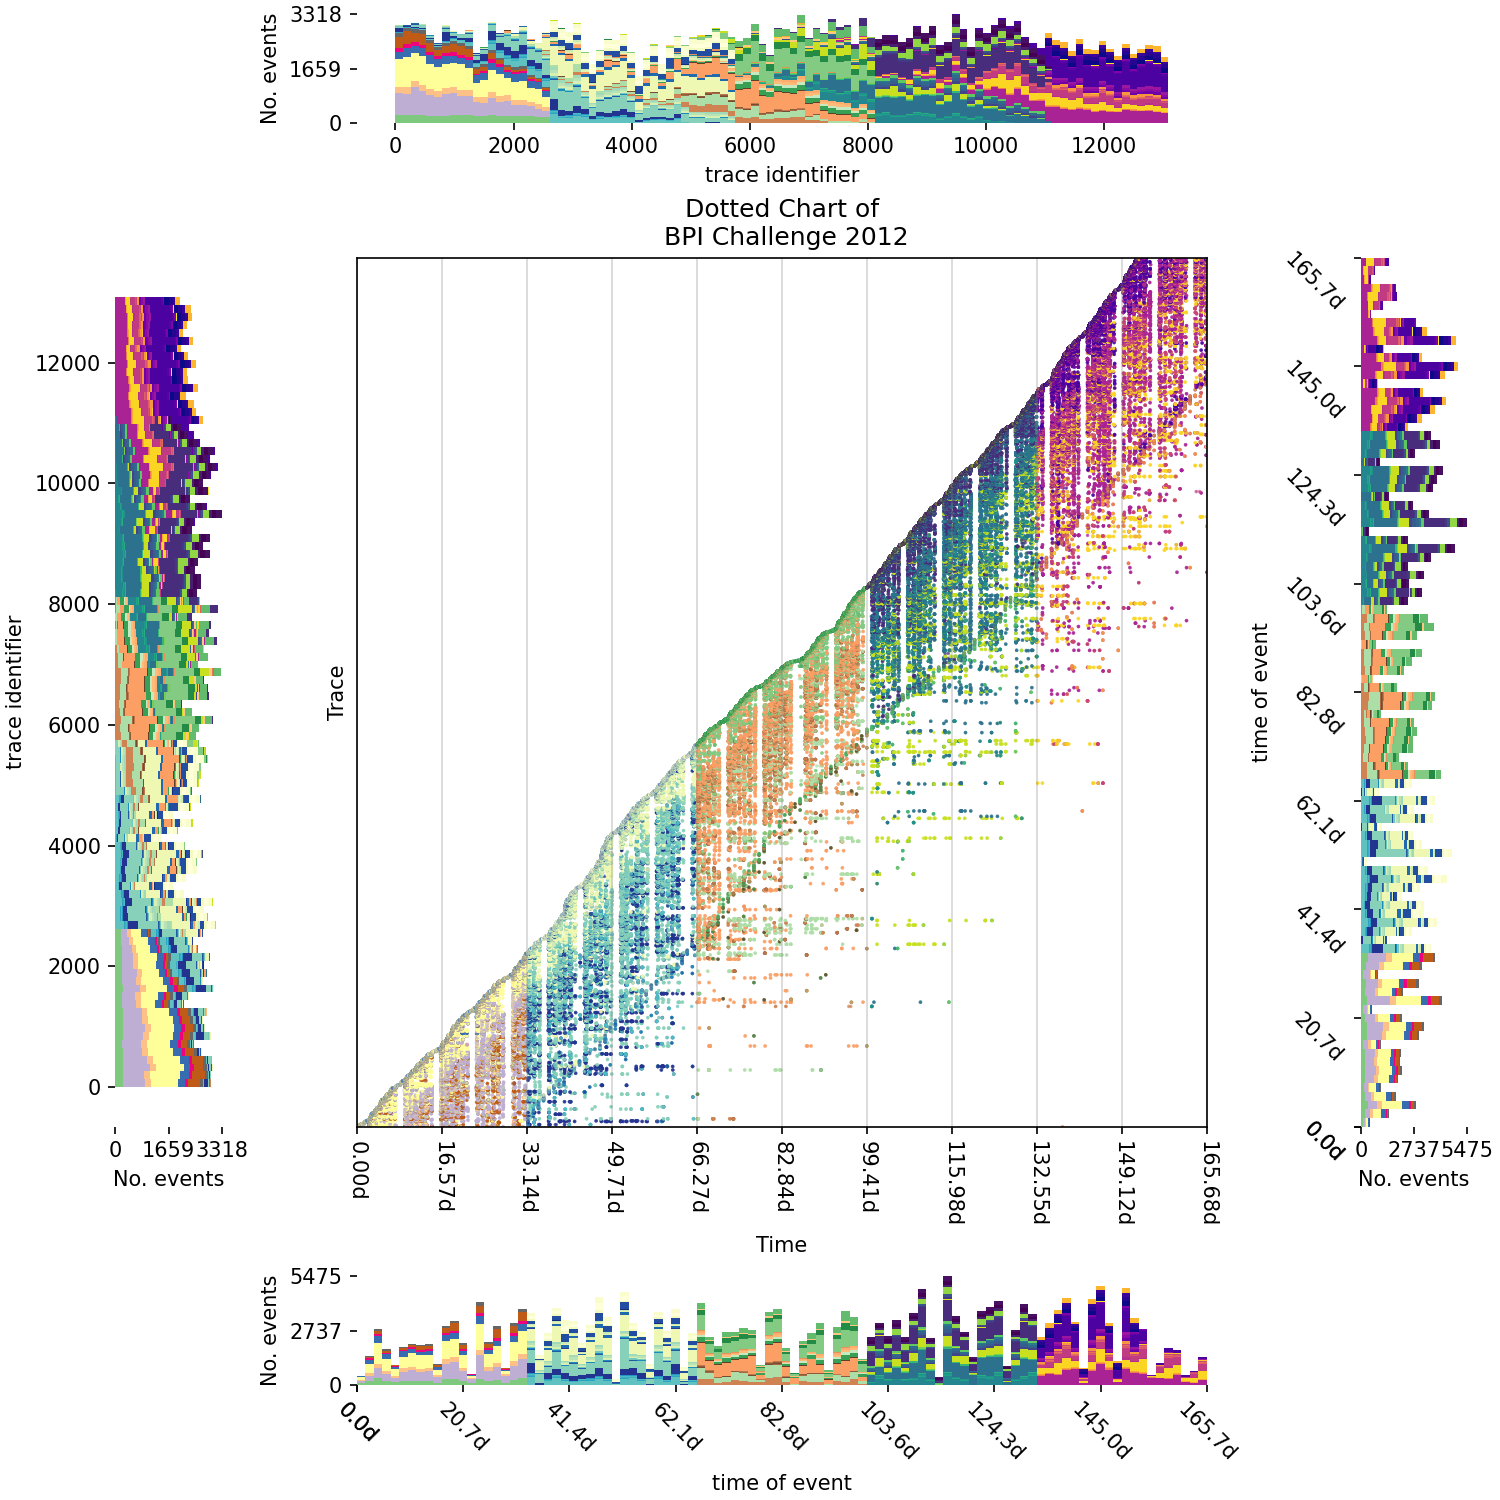 No. events
3318
1659
0
0 2000 4000 6000 8000 10000 12000
trace identifier
Dotted Chart of
BPI Challenge 2012
trace identifier
12000
10000
8000
6000
4000
2000
0
0 1659 3318
No. events
Trace
0.00d 16.57d 33.14d 49.71d 66.27d 82.84d 99.41d 115.98d 132.55d 149.12d 165.68d
Time
time of event
165.7d
145.0d
124.3d
103.6d
82.8d
62.1d
41.4d
20.7d
0.0d
0 2737 5475
No. events
No. events
5475
2737
0
0.0d 20.7d 41.4d 62.1d 82.8d 103.6d 124.3d 145.0d 165.7d
time of event